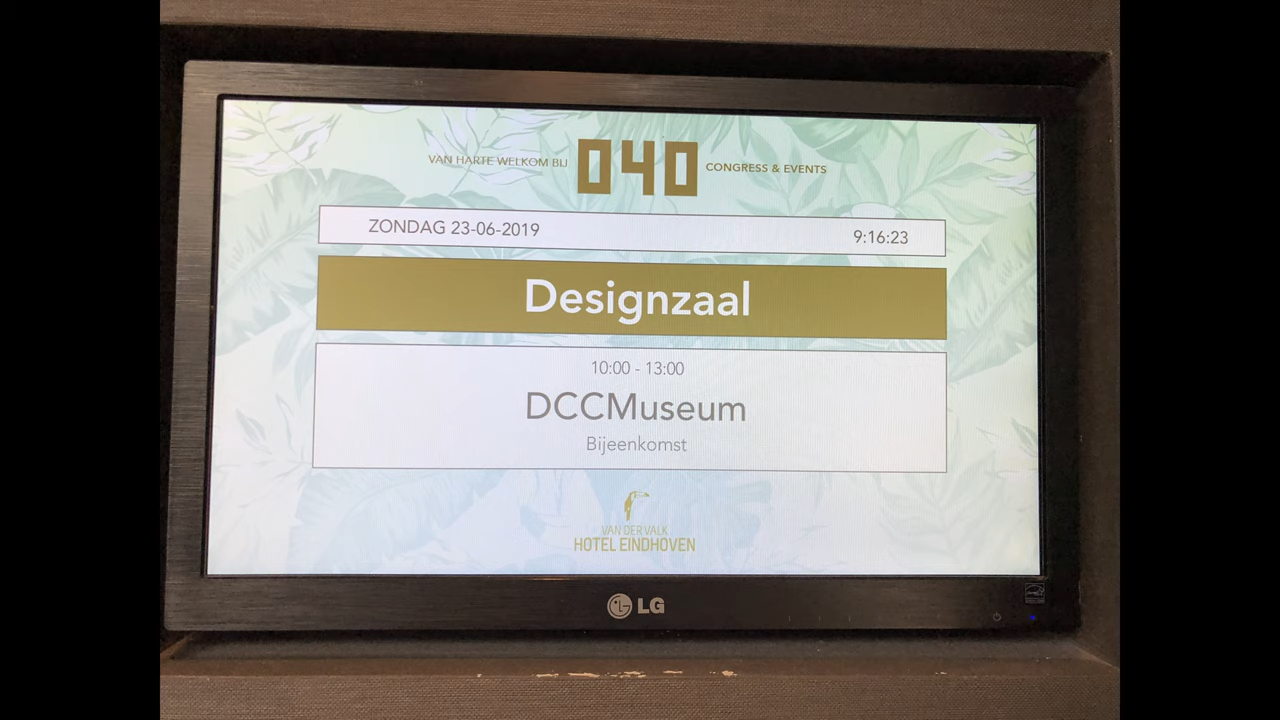 VAN HARTE WELKOM BIJ 040 CONGRESS & EVENTS
ZONDAG 23-06-2019 9:16:23
Designzaal
10:00 - 13:00
DCCMuseum
Bijeenkomst
VAN DER VALK
HOTEL EINDHOVEN
LG